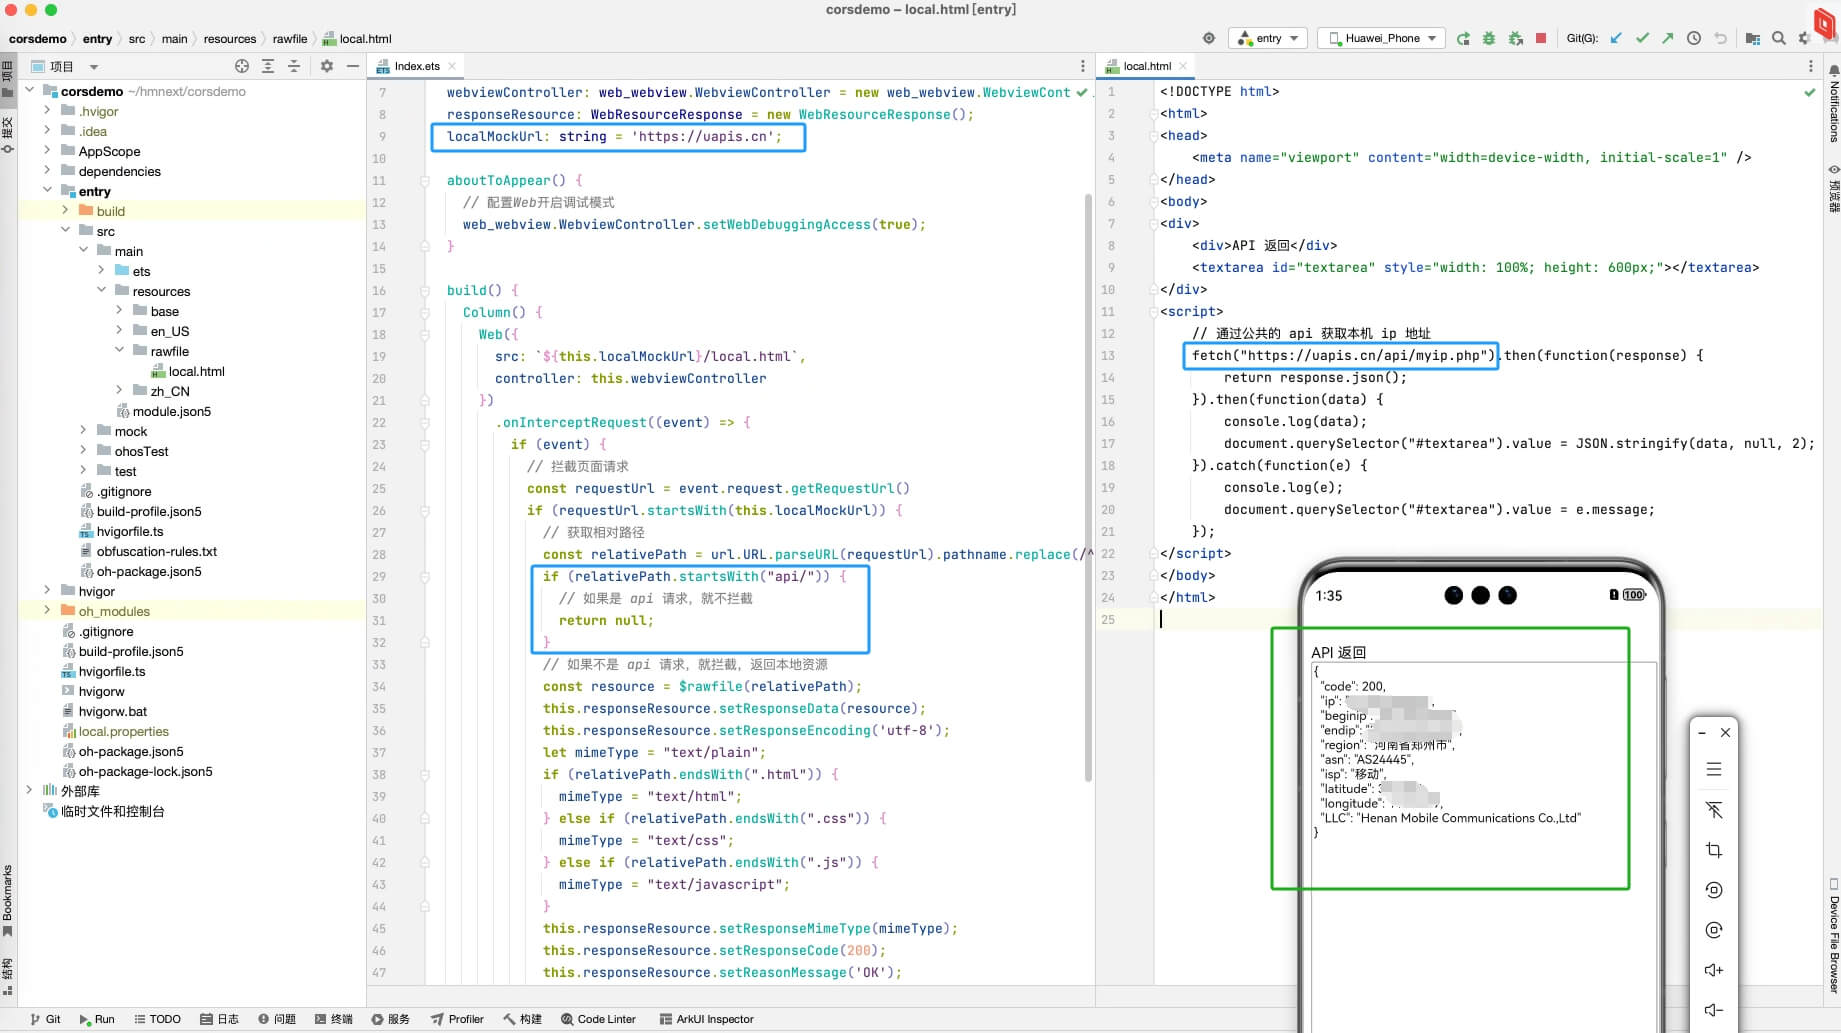 corsdemo – local.html [entry]
corsdemo
entry
src
main
resources
rawfile
local.html
entry
Huawei_Phone
Git(G):
项目
Index.ets
local.html
项目
提交
Bookmarks
结构
corsdemo ~/hmnext/corsdemo
.hvigor
.idea
AppScope
dependencies
entry
build
src
main
ets
resources
base
en_US
rawfile
local.html
zh_CN
module.json5
mock
ohosTest
test
.gitignore
build-profile.json5
hvigorfile.ts
obfuscation-rules.txt
oh-package.json5
hvigor
oh_modules
.gitignore
build-profile.json5
hvigorfile.ts
hvigorw
hvigorw.bat
local.properties
oh-package.json5
oh-package-lock.json5
外部库
临时文件和控制台
7 webviewController: web_webview.WebviewController = new web_webview.WebviewCont
8 responseResource: WebResourceResponse = new WebResourceResponse();
9 localMockUrl: string = 'https://uapis.cn';
10
11 aboutToAppear() {
12 // 配置Web开启调试模式
13 web_webview.WebviewController.setWebDebuggingAccess(true);
14 }
15
16 build() {
17 Column() {
18 Web({
19 src: `${this.localMockUrl}/local.html`,
20 controller: this.webviewController
21 })
22 .onInterceptRequest((event) => {
23 if (event) {
24 // 拦截页面请求
25 const requestUrl = event.request.getRequestUrl()
26 if (requestUrl.startsWith(this.localMockUrl)) {
27 // 获取相对路径
28 const relativePath = url.URL.parseURL(requestUrl).pathname.replace(/^
29 if (relativePath.startsWith("api/")) {
30 // 如果是 api 请求，就不拦截
31 return null;
32 }
33 // 如果不是 api 请求，就拦截，返回本地资源
34 const resource = $rawfile(relativePath);
35 this.responseResource.setResponseData(resource);
36 this.responseResource.setResponseEncoding('utf-8');
37 let mimeType = "text/plain";
38 if (relativePath.endsWith(".html")) {
39 mimeType = "text/html";
40 } else if (relativePath.endsWith(".css")) {
41 mimeType = "text/css";
42 } else if (relativePath.endsWith(".js")) {
43 mimeType = "text/javascript";
44 }
45 this.responseResource.setResponseMimeType(mimeType);
46 this.responseResource.setResponseCode(200);
47 this.responseResource.setReasonMessage('OK');
1 <!DOCTYPE html>
2 <html>
3 <head>
4 <meta name="viewport" content="width=device-width, initial-scale=1" />
5 </head>
6 <body>
7 <div>
8 <div>API 返回</div>
9 <textarea id="textarea" style="width: 100%; height: 600px;"></textarea>
10 </div>
11 <script>
12 // 通过公共的 api 获取本机 ip 地址
13 fetch("https://uapis.cn/api/myip.php").then(function(response) {
14 return response.json();
15 }).then(function(data) {
16 console.log(data);
17 document.querySelector("#textarea").value = JSON.stringify(data, null, 2);
18 }).catch(function(e) {
19 console.log(e);
20 document.querySelector("#textarea").value = e.message;
21 });
22 </script>
23 </body>
24 </html>
25
1:35
100
API 返回
{
"code": 200,
"ip": "
"beginip":
"endip": "
"region": "河南省郑州市",
"asn": "AS24445",
"isp": "移动",
"latitude":
"longitude":
"LLC": "Henan Mobile Communications Co.,Ltd"
}
Notifications
预览器
Device File Browser
Git
Run
TODO
日志
问题
终端
服务
Profiler
构建
Code Linter
ArkUI Inspector